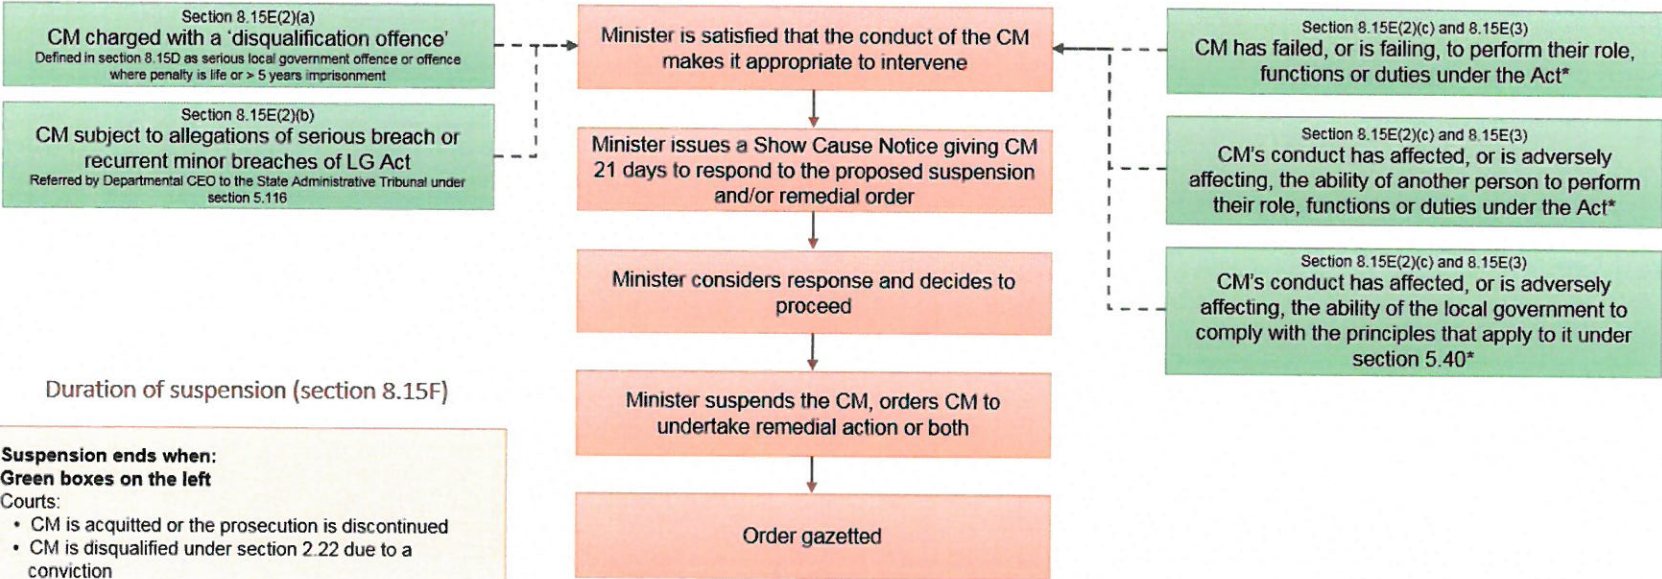 Section 8.15E(2)(a)
CM charged with a 'disqualification offence'
Defined in section 8.15D as serious local government offence or offence
where penalty is life or > 5 years imprisonment
Section 8.15E(2)(b)
CM subject to allegations of serious breach or
recurrent minor breaches of LG Act
Referred by Departmental CEO to the State Administrative Tribunal under
section 5.116
Minister is satisfied that the conduct of the CM
makes it appropriate to intervene
Minister issues a Show Cause Notice giving CM
21 days to respond to the proposed suspension
and/or remedial order
Minister considers response and decides to
proceed
Minister suspends the CM, orders CM to
undertake remedial action or both
Order gazetted
Section 8.15E(2)(c) and 8.15E(3)
CM has failed, or is failing, to perform their role,
functions or duties under the Act*
Section 8.15E(2)(c) and 8.15E(3)
CM's conduct has affected, or is adversely
affecting, the ability of another person to perform
their role, functions or duties under the Act*
Section 8.15E(2)(c) and 8.15E(3)
CM's conduct has affected, or is adversely
affecting, the ability of the local government to
comply with the principles that apply to it under
section 5.40*
Duration of suspension (section 8.15F)
Suspension ends when:
Green boxes on the left
Courts:
• CM is acquitted or the prosecution is discontinued
• CM is disqualified under section 2.22 due to a
conviction